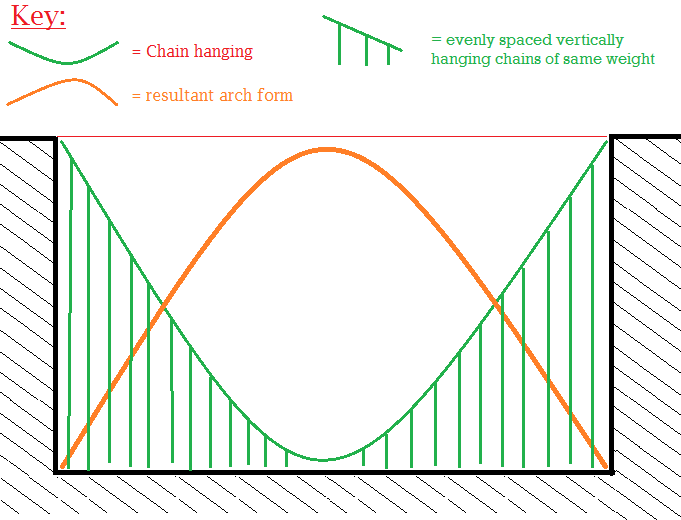 Key:
= Chain hanging
= resultant arch form
= evenly spaced vertically
hanging chains of same weight